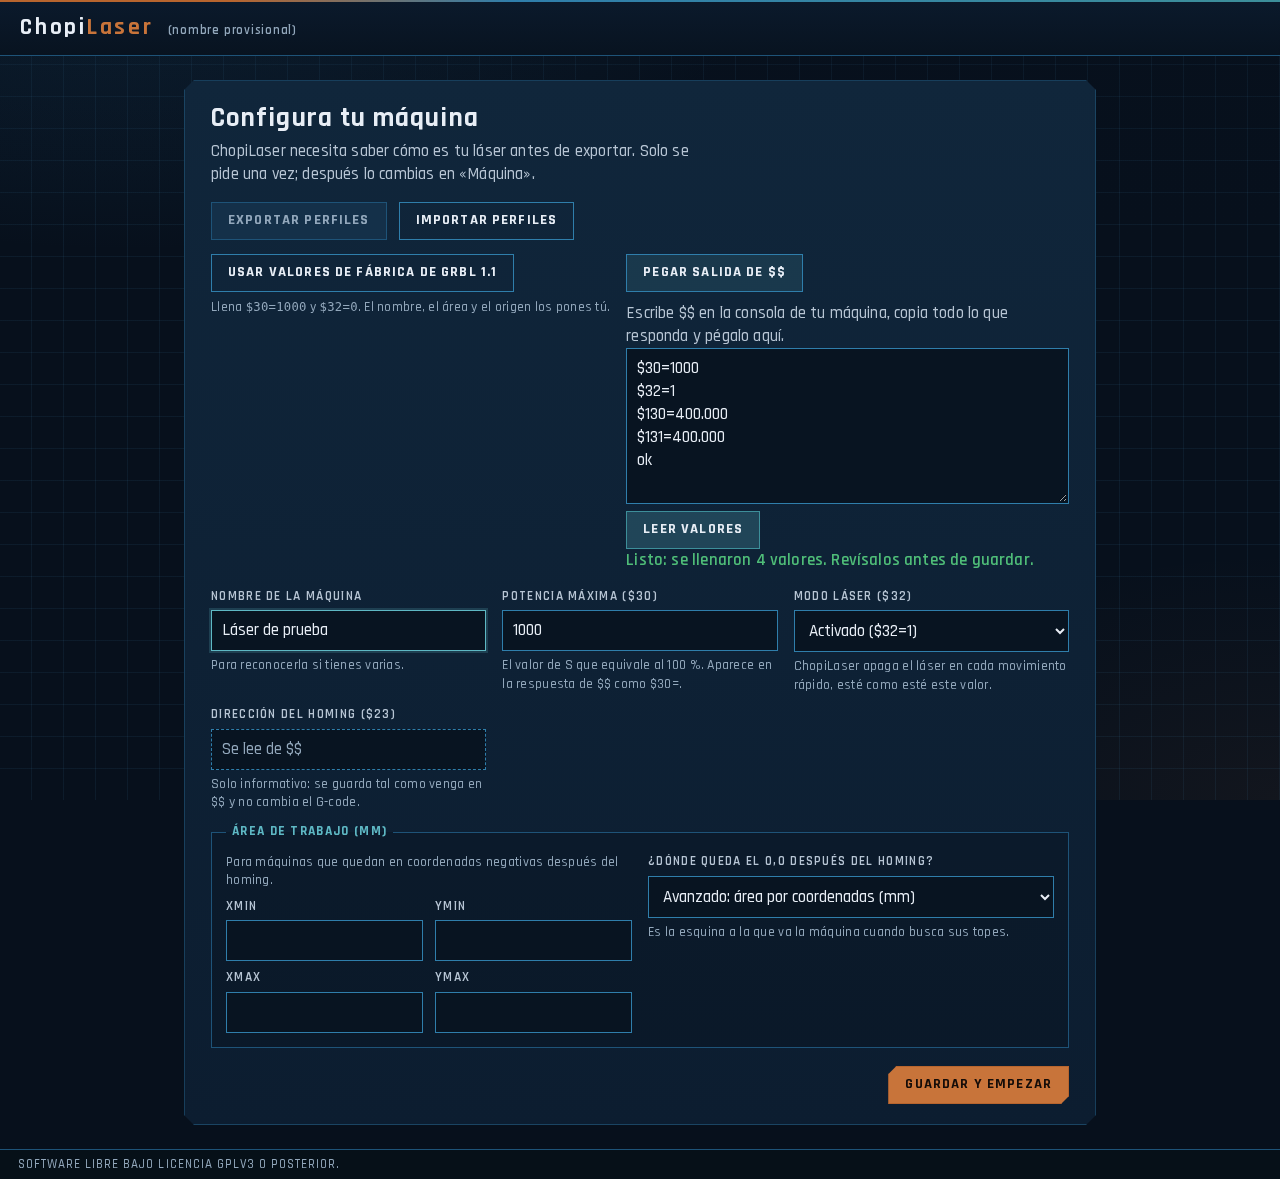 ChopiLaser (nombre provisional)
Configura tu máquina
ChopiLaser necesita saber cómo es tu láser antes de exportar. Solo se
pide una vez; después lo cambias en «Máquina».
EXPORTAR PERFILES
IMPORTAR PERFILES
USAR VALORES DE FÁBRICA DE GRBL 1.1
Llena $30=1000 y $32=0. El nombre, el área y el origen los pones tú.
PEGAR SALIDA DE $$
Escribe $$ en la consola de tu máquina, copia todo lo que
responda y pégalo aquí.
$30=1000
$32=1
$130=400.000
$131=400.000
ok
LEER VALORES
Listo: se llenaron 4 valores. Revísalos antes de guardar.
NOMBRE DE LA MÁQUINA
Láser de prueba
Para reconocerla si tienes varias.
POTENCIA MÁXIMA ($30)
1000
El valor de S que equivale al 100 %. Aparece en
la respuesta de $$ como $30=.
MODO LÁSER ($32)
Activado ($32=1)
ChopiLaser apaga el láser en cada movimiento
rápido, esté como esté este valor.
DIRECCIÓN DEL HOMING ($23)
Se lee de $$
Solo informativo: se guarda tal como venga en
$$ y no cambia el G-code.
ÁREA DE TRABAJO (MM)
Para máquinas que quedan en coordenadas negativas después del
homing.
XMIN
YMIN
XMAX
YMAX
¿DÓNDE QUEDA EL 0,0 DESPUÉS DEL HOMING?
Avanzado: área por coordenadas (mm)
Es la esquina a la que va la máquina cuando busca sus topes.
GUARDAR Y EMPEZAR
SOFTWARE LIBRE BAJO LICENCIA GPLV3 O POSTERIOR.